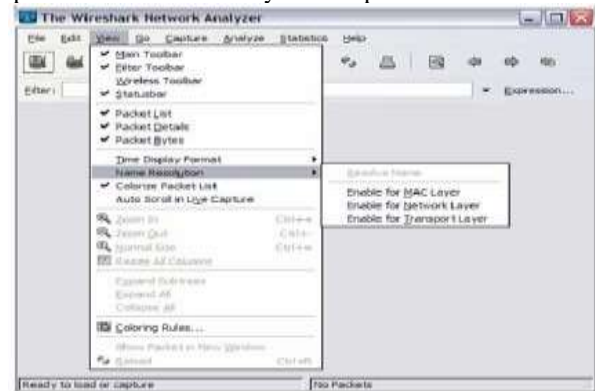 The Wireshark Network Analyzer
File Edit View Go Capture Analyze Statistics Help
Filter: Expression...
Main Toolbar
Filter Toolbar
Wireless Toolbar
Statusbar
Packet List
Packet Details
Packet Bytes
Time Display Format
Name Resolution
Resolve Name
Enable for MAC Layer
Enable for Network Layer
Enable for Transport Layer
Colorize Packet List
Auto Scroll in Live Capture
Zoom In Ctrl++
Zoom Out Ctrl+-
Normal Size Ctrl+=
Resize All Columns
Expand Subtrees
Expand All
Collapse All
Coloring Rules...
Show Packet in New Window
Reload Ctrl+R
Ready to load or capture No Packets